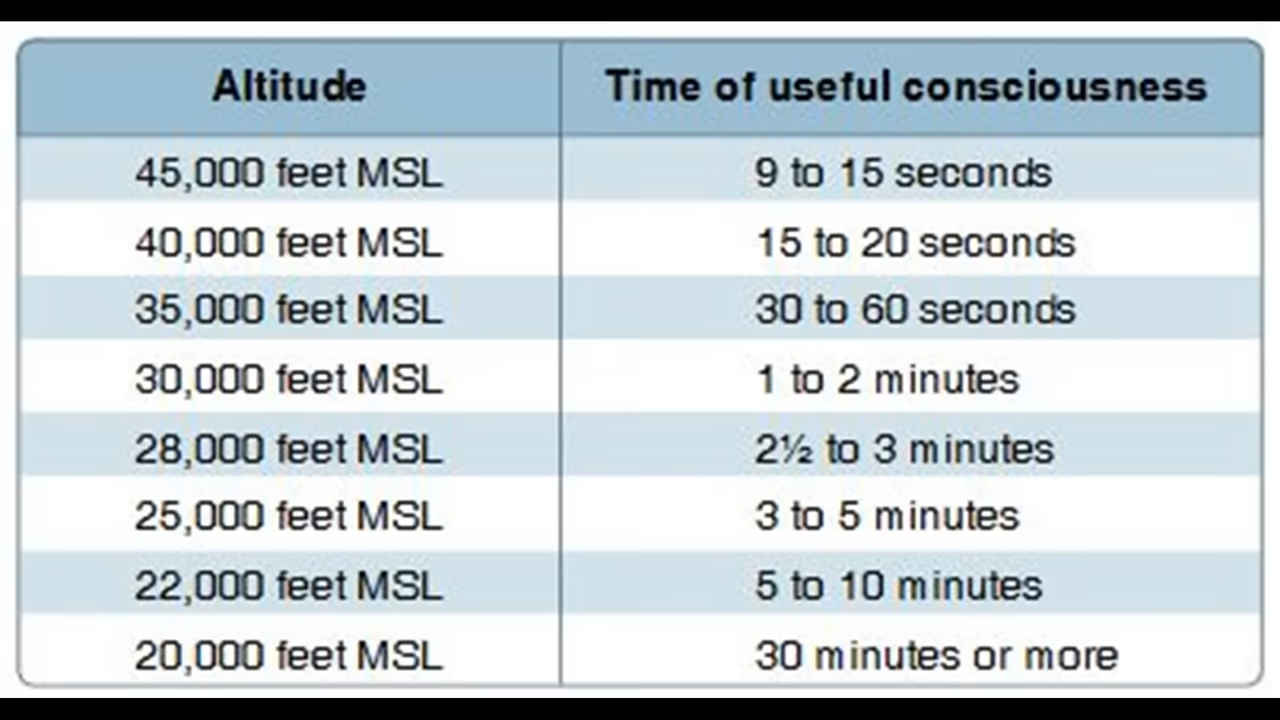 Altitude Time of useful consciousness
45,000 feet MSL 9 to 15 seconds
40,000 feet MSL 15 to 20 seconds
35,000 feet MSL 30 to 60 seconds
30,000 feet MSL 1 to 2 minutes
28,000 feet MSL 2½ to 3 minutes
25,000 feet MSL 3 to 5 minutes
22,000 feet MSL 5 to 10 minutes
20,000 feet MSL 30 minutes or more